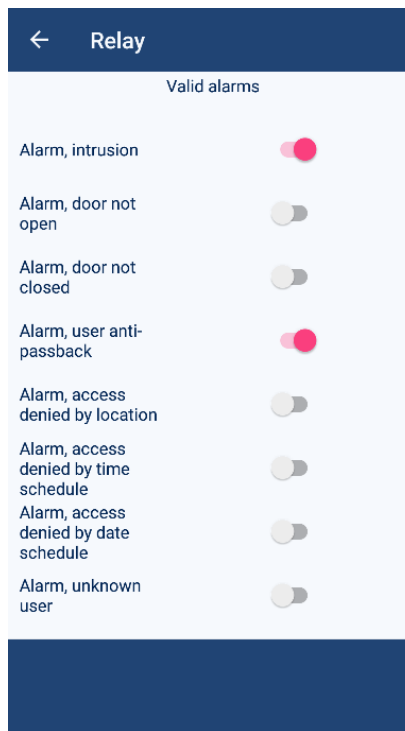 Relay
Valid alarms
Alarm, intrusion
Alarm, door not
open
Alarm, door not
closed
Alarm, user anti-
passback
Alarm, access
denied by location
Alarm, access
denied by time
schedule
Alarm, access
denied by date
schedule
Alarm, unknown
user